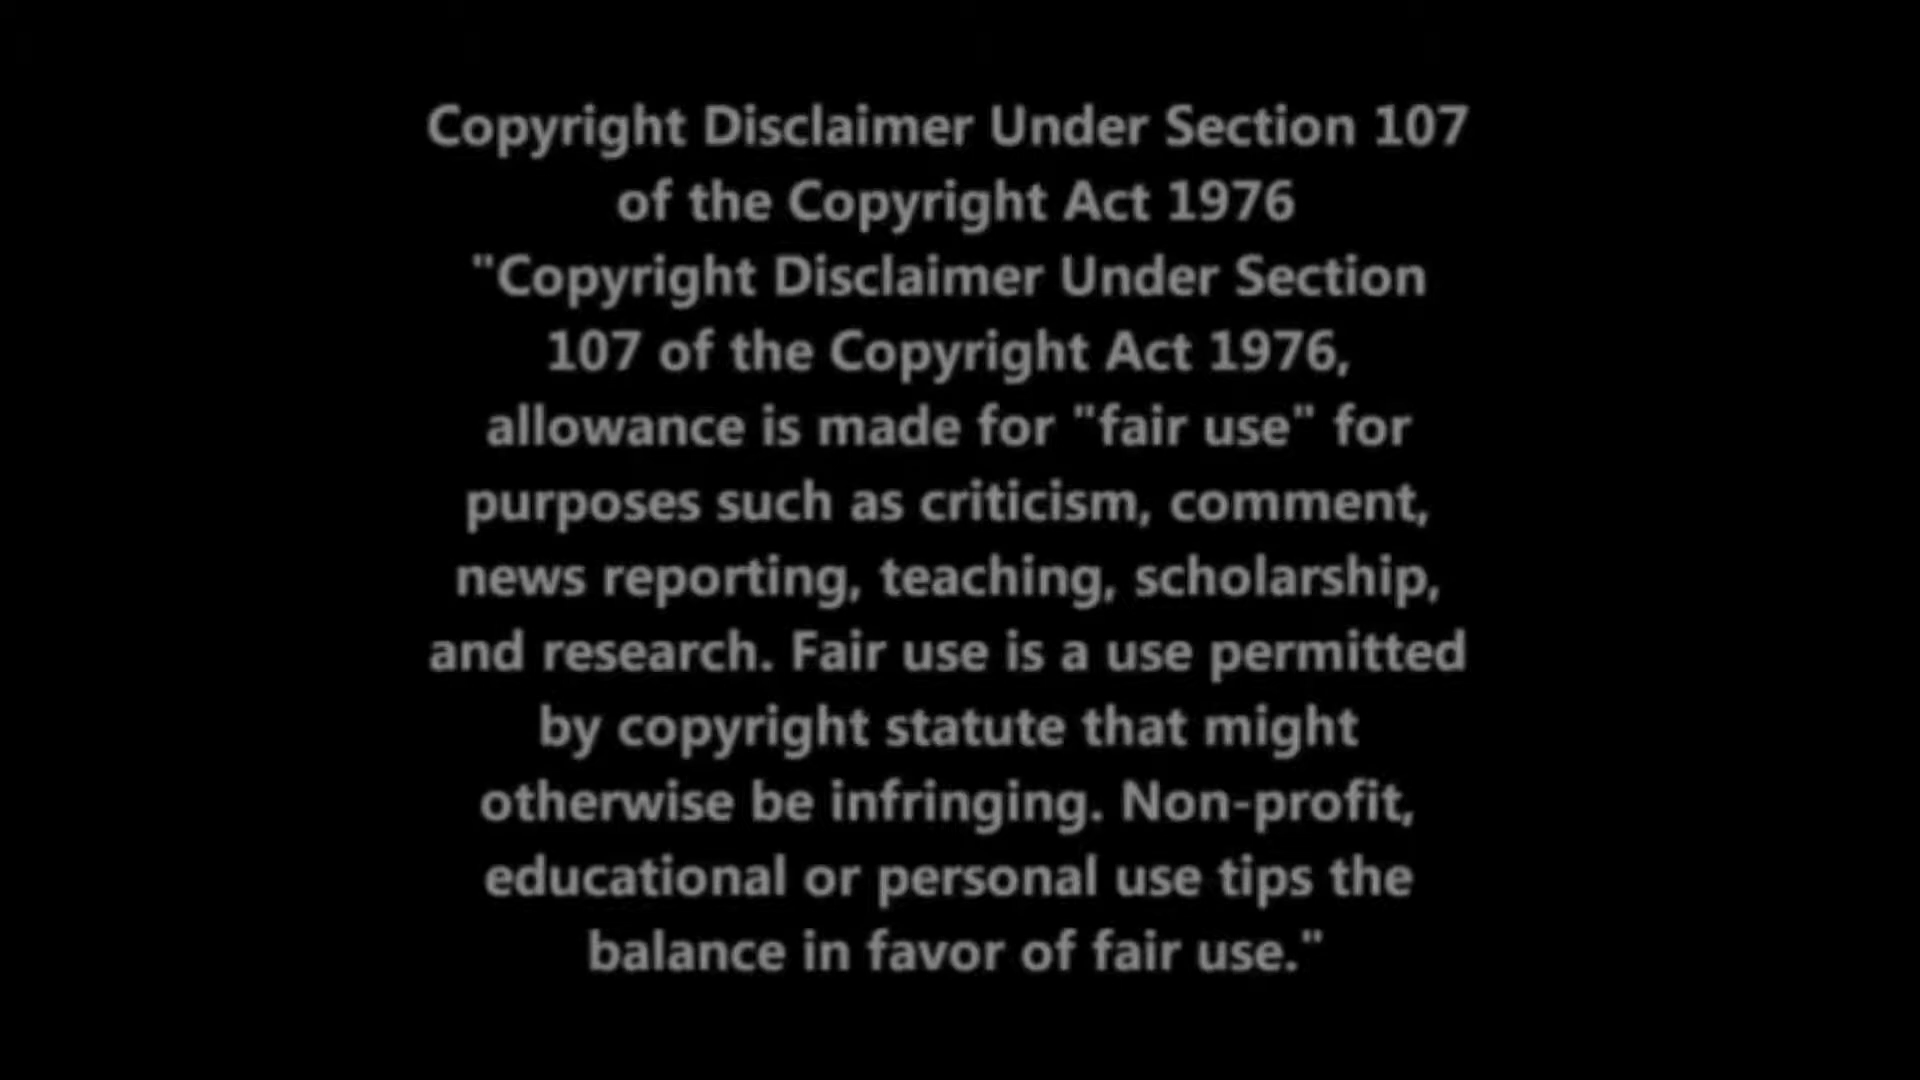 Copyright Disclaimer Under Section 107
of the Copyright Act 1976
"Copyright Disclaimer Under Section
107 of the Copyright Act 1976,
allowance is made for "fair use" for
purposes such as criticism, comment,
news reporting, teaching, scholarship,
and research. Fair use is a use permitted
by copyright statute that might
otherwise be infringing. Non-profit,
educational or personal use tips the
balance in favor of fair use."